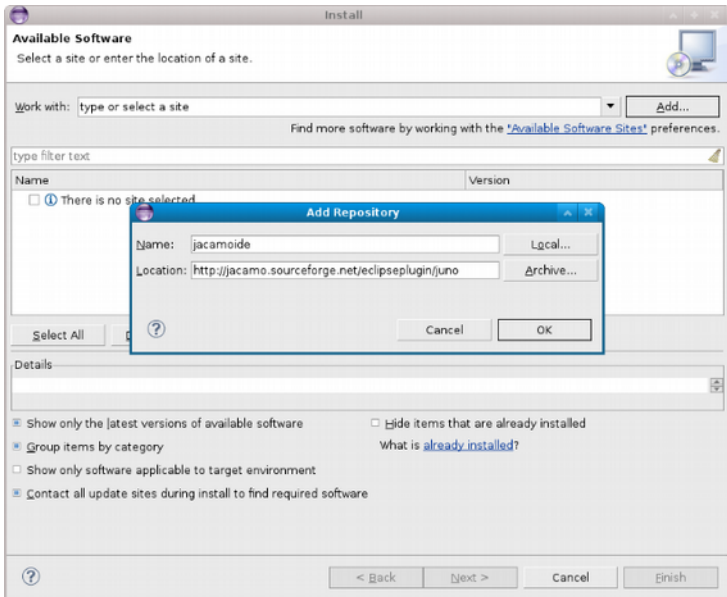 Install
Available Software
Select a site or enter the location of a site.
Work with: type or select a site Add...
Find more software by working with the "Available Software Sites" preferences.
type filter text
Name Version
There is no site selected
Add Repository
Name: jacamoide Local...
Location: http://jacamo.sourceforge.net/eclipseplugin/juno Archive...
Cancel OK
Select All
Details
Show only the latest versions of available software Hide items that are already installed
Group items by category What is already installed?
Show only software applicable to target environment
Contact all update sites during install to find required software
< Back Next > Cancel Finish